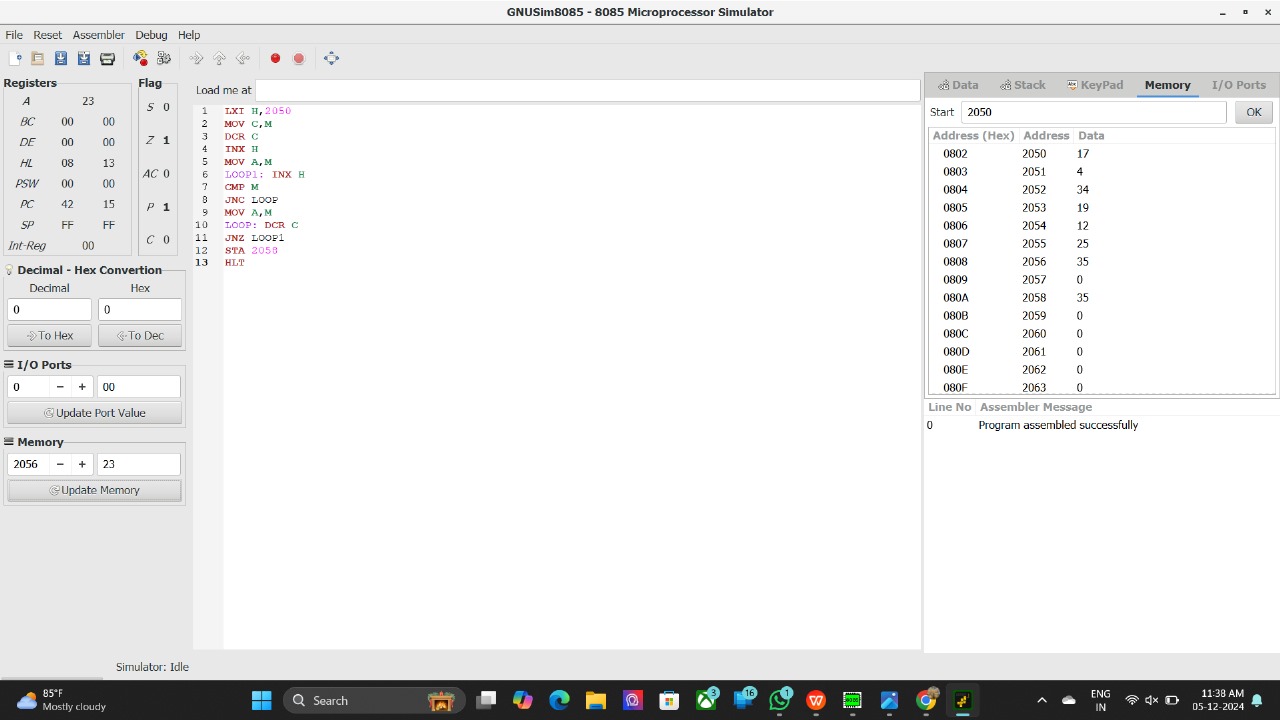 GNUSim8085 - 8085 Microprocessor Simulator
File Reset Assembler Debug Help
Registers
A 23
BC 00 00
DE 00 00
HL 08 13
PSW 00 00
PC 42 15
SP FF FF
Int-Reg 00
Flag
S 0
Z 1
AC 0
P 1
C 0
Decimal - Hex Convertion
Decimal Hex
0 0
To Hex To Dec
I/O Ports
0 − + 00
Update Port Value
Memory
2056 − + 23
Update Memory
Load me at
1 LXI H,2050
2 MOV C,M
3 DCR C
4 INX H
5 MOV A,M
6 LOOP1: INX H
7 CMP M
8 JNC LOOP
9 MOV A,M
10 LOOP: DCR C
11 JNZ LOOP1
12 STA 2058
13 HLT
Data Stack KeyPad Memory I/O Ports
Start 2050 OK
Address (Hex) Address Data
0802 2050 17
0803 2051 4
0804 2052 34
0805 2053 19
0806 2054 12
0807 2055 25
0808 2056 35
0809 2057 0
080A 2058 35
080B 2059 0
080C 2060 0
080D 2061 0
080E 2062 0
080F 2063 0
Line No Assembler Message
0 Program assembled successfully
Simulator: Idle
85°F
Mostly cloudy
Search
3
16
1
ENG
IN
11:38 AM
05-12-2024